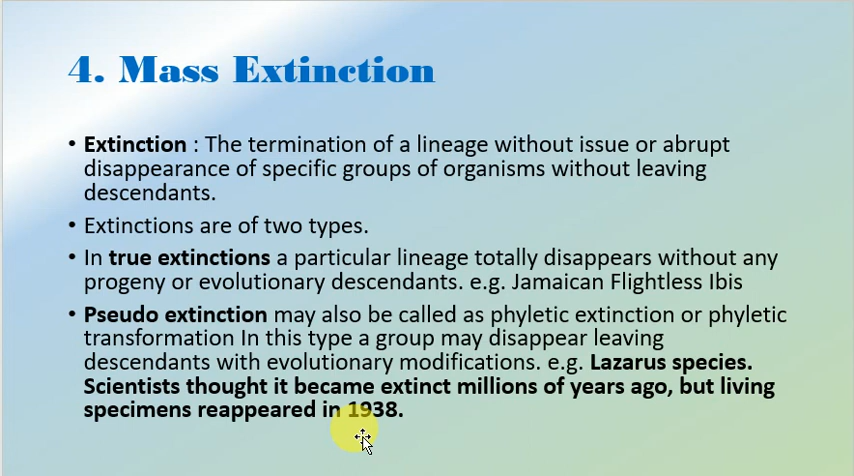 4. Mass Extinction
• Extinction : The termination of a lineage without issue or abrupt
disappearance of specific groups of organisms without leaving
descendants.
• Extinctions are of two types.
• In true extinctions a particular lineage totally disappears without any
progeny or evolutionary descendants. e.g. Jamaican Flightless Ibis
• Pseudo extinction may also be called as phyletic extinction or phyletic
transformation In this type a group may disappear leaving
descendants with evolutionary modifications. e.g. Lazarus species.
Scientists thought it became extinct millions of years ago, but living
specimens reappeared in 1938.